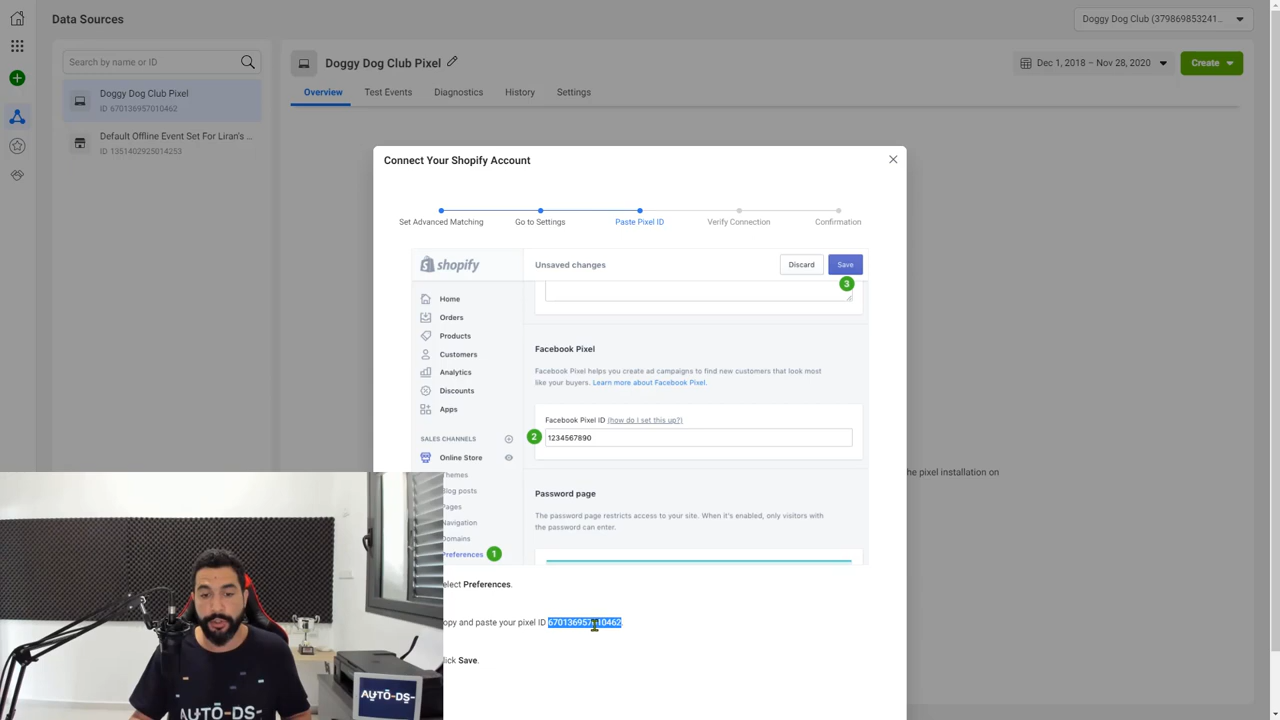 Data Sources
Doggy Dog Club (379869853241...
Search by name or ID
Doggy Dog Club Pixel
ID 670136957010462
Default Offline Event Set For Liran's ...
ID 1351402925014253
Doggy Dog Club Pixel
Dec 1, 2018 – Nov 28, 2020
Create
Overview
Test Events
Diagnostics
History
Settings
the pixel installation on
Connect Your Shopify Account
Set Advanced Matching
Go to Settings
Paste Pixel ID
Verify Connection
Confirmation
shopify
Unsaved changes
Discard
Save
3
Home
Orders
Products
Customers
Analytics
Discounts
Apps
SALES CHANNELS
Online Store
Themes
Blog posts
Pages
Navigation
Domains
Preferences
1
Facebook Pixel
Facebook Pixel helps you create ad campaigns to find new customers that look most
like your buyers. Learn more about Facebook Pixel.
Facebook Pixel ID (how do I set this up?)
2
1234567890
Password page
The password page restricts access to your site. When it's enabled, only visitors
with the password can enter.
elect Preferences.
opy and paste your pixel ID 670136957010462
lick Save.
AUTO-DS-
AUTO-DS-